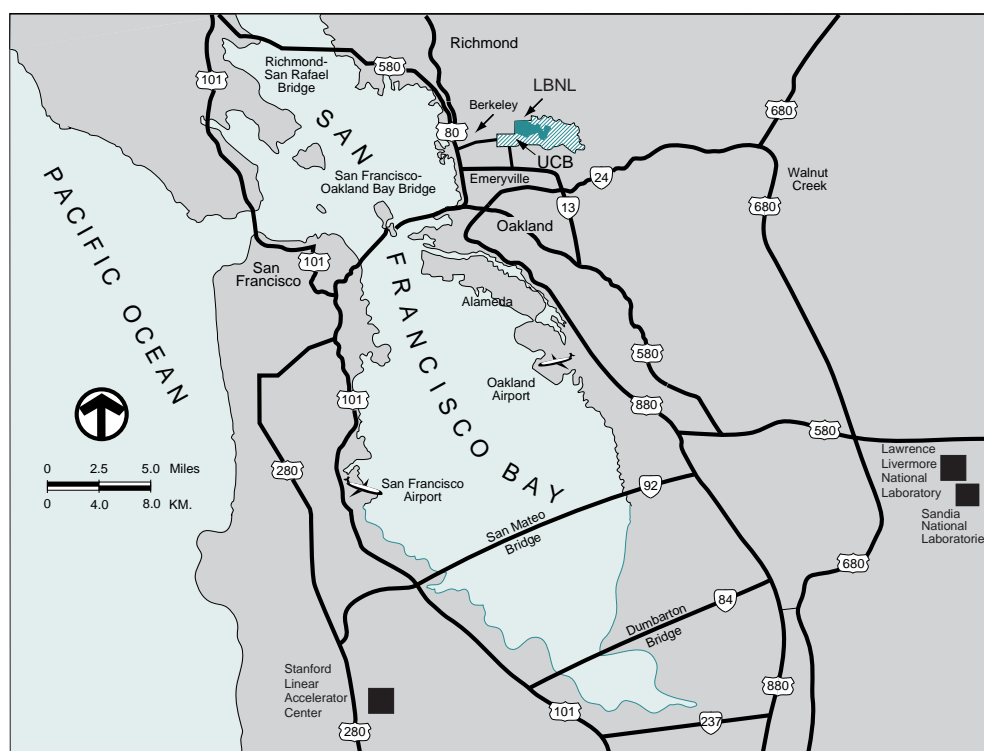 Richmond
580
Richmond-
San Rafael
Bridge
101
LBNL
Berkeley
80
680
UCB
SAN
San Francisco-
Oakland Bay Bridge
Emeryville
24
Walnut
Creek
13
680
PACIFIC OCEAN
Oakland
San
Francisco
101
FRANCISCO BAY
Alameda
580
Oakland
Airport
101
880
580
0 2.5 5.0 Miles
0 4.0 8.0 KM.
280
San Francisco
Airport
92
Lawrence
Livermore
National
Laboratory
San Mateo
Bridge
Sandia
National
Laboratorie
680
84
Dumbarton
Bridge
Stanford
Linear
Accelerator
Center
880
101
237
280